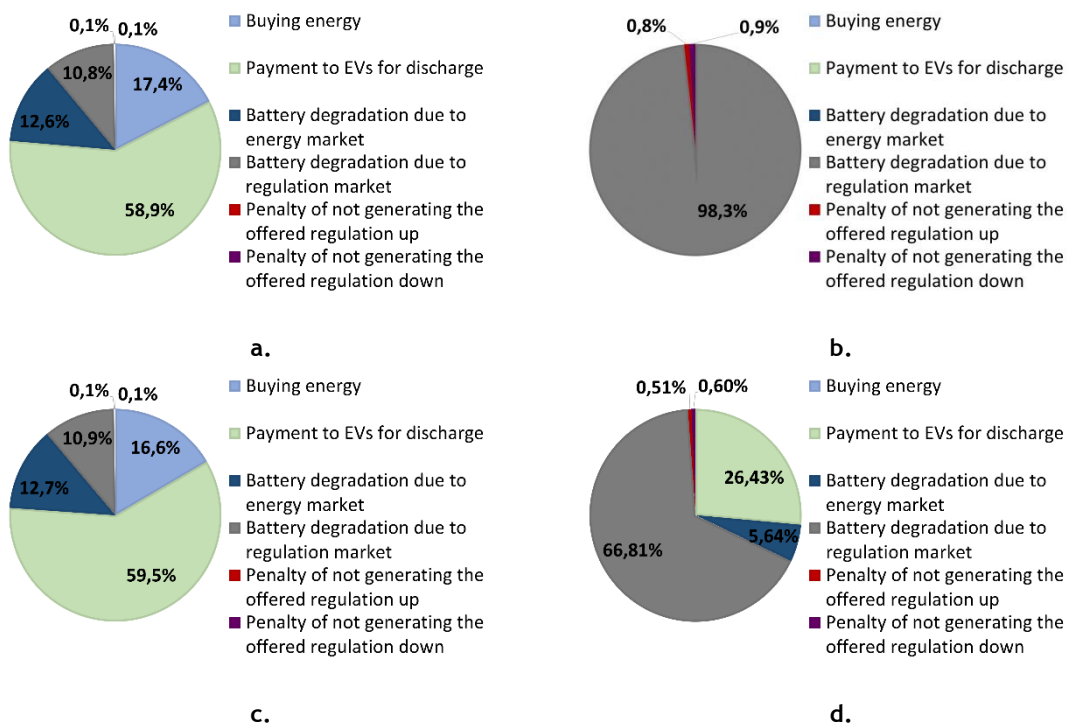 0,1%
0,1%
10,8%
17,4%
12,6%
58,9%
Buying energy
Payment to EVs for discharge
Battery degradation due to
energy market
Battery degradation due to
regulation market
Penalty of not generating the
offered regulation up
Penalty of not generating the
offered regulation down
a.
0,8%
0,9%
98,3%
Buying energy
Payment to EVs for discharge
Battery degradation due to
energy market
Battery degradation due to
regulation market
Penalty of not generating the
offered regulation up
Penalty of not generating the
offered regulation down
b.
0,1%
0,1%
10,9%
16,6%
12,7%
59,5%
Buying energy
Payment to EVs for discharge
Battery degradation due to
energy market
Battery degradation due to
regulation market
Penalty of not generating the
offered regulation up
Penalty of not generating the
offered regulation down
c.
0,51%
0,60%
26,43%
5,64%
66,81%
Buying energy
Payment to EVs for discharge
Battery degradation due to
energy market
Battery degradation due to
regulation market
Penalty of not generating the
offered regulation up
Penalty of not generating the
offered regulation down
d.